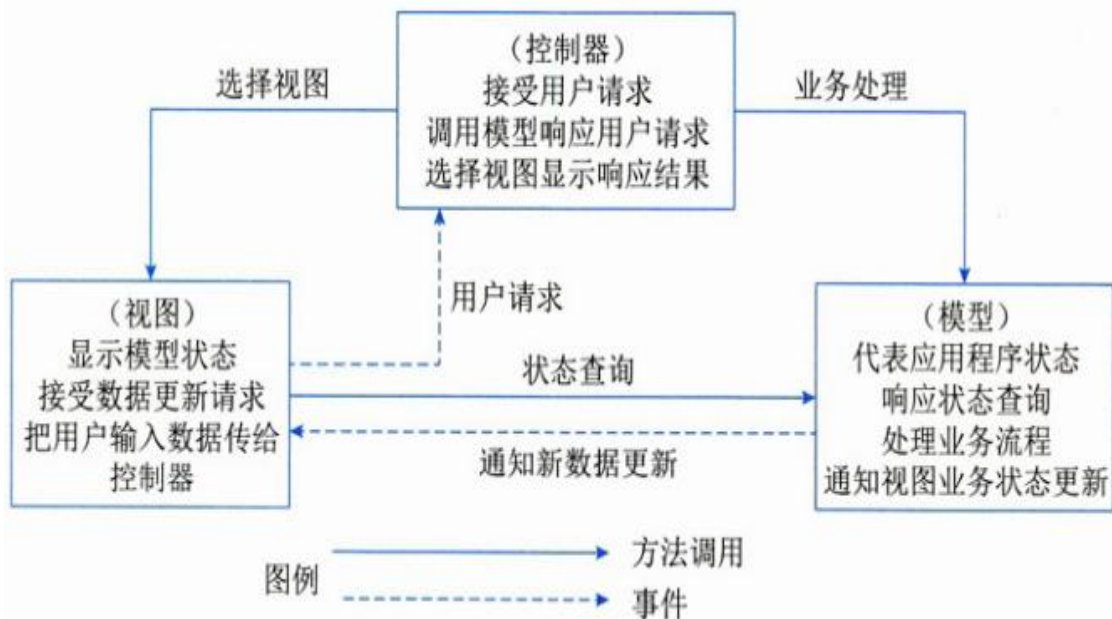 （控制器）
接受用户请求
调用模型响应用户请求
选择视图显示响应结果
选择视图
业务处理
用户请求
（视图）
显示模型状态
接受数据更新请求
把用户输入数据传给
控制器
状态查询
通知新数据更新
（模型）
代表应用程序状态
响应状态查询
处理业务流程
通知视图业务状态更新
图例
方法调用
事件